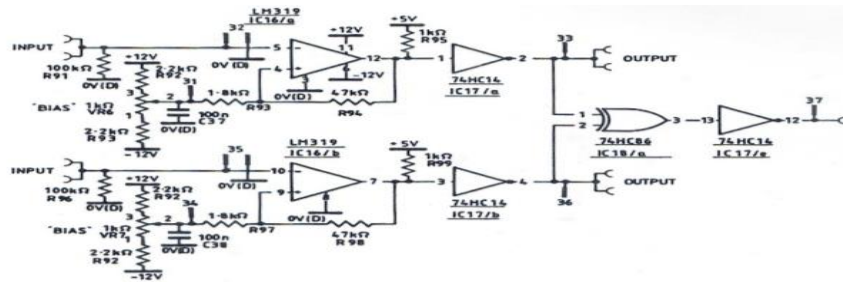 LM319
IC16/a
32
+12V
+5V
INPUT
5
11
12
1kΩ
R95
1
2
33
OUTPUT
100kΩ
R91
0V(D)
+12V
2·2kΩ
R92
31
0V(D)
4
3
6
-12V
0V(D)
74HC14
IC17/a
"BIAS"
1kΩ
VR6
3
2
1
1·8kΩ
R93
47kΩ
R94
100n
C37
0V(D)
2·2kΩ
R93
-12V
1
2
3
74HC86
IC18/a
13
12
74HC14
IC17/e
37
LM319
IC16/b
35
+5V
INPUT
10
7
1kΩ
R99
3
4
OUTPUT
36
100kΩ
R96
0V(D)
+12V
2·2kΩ
R92
34
0V(D)
9
8
0V(D)
74HC14
IC17/b
"BIAS"
1kΩ
VR7
3
2
1
1·8kΩ
R97
47kΩ
R98
100n
C38
0V(D)
2·2kΩ
R92
-12V